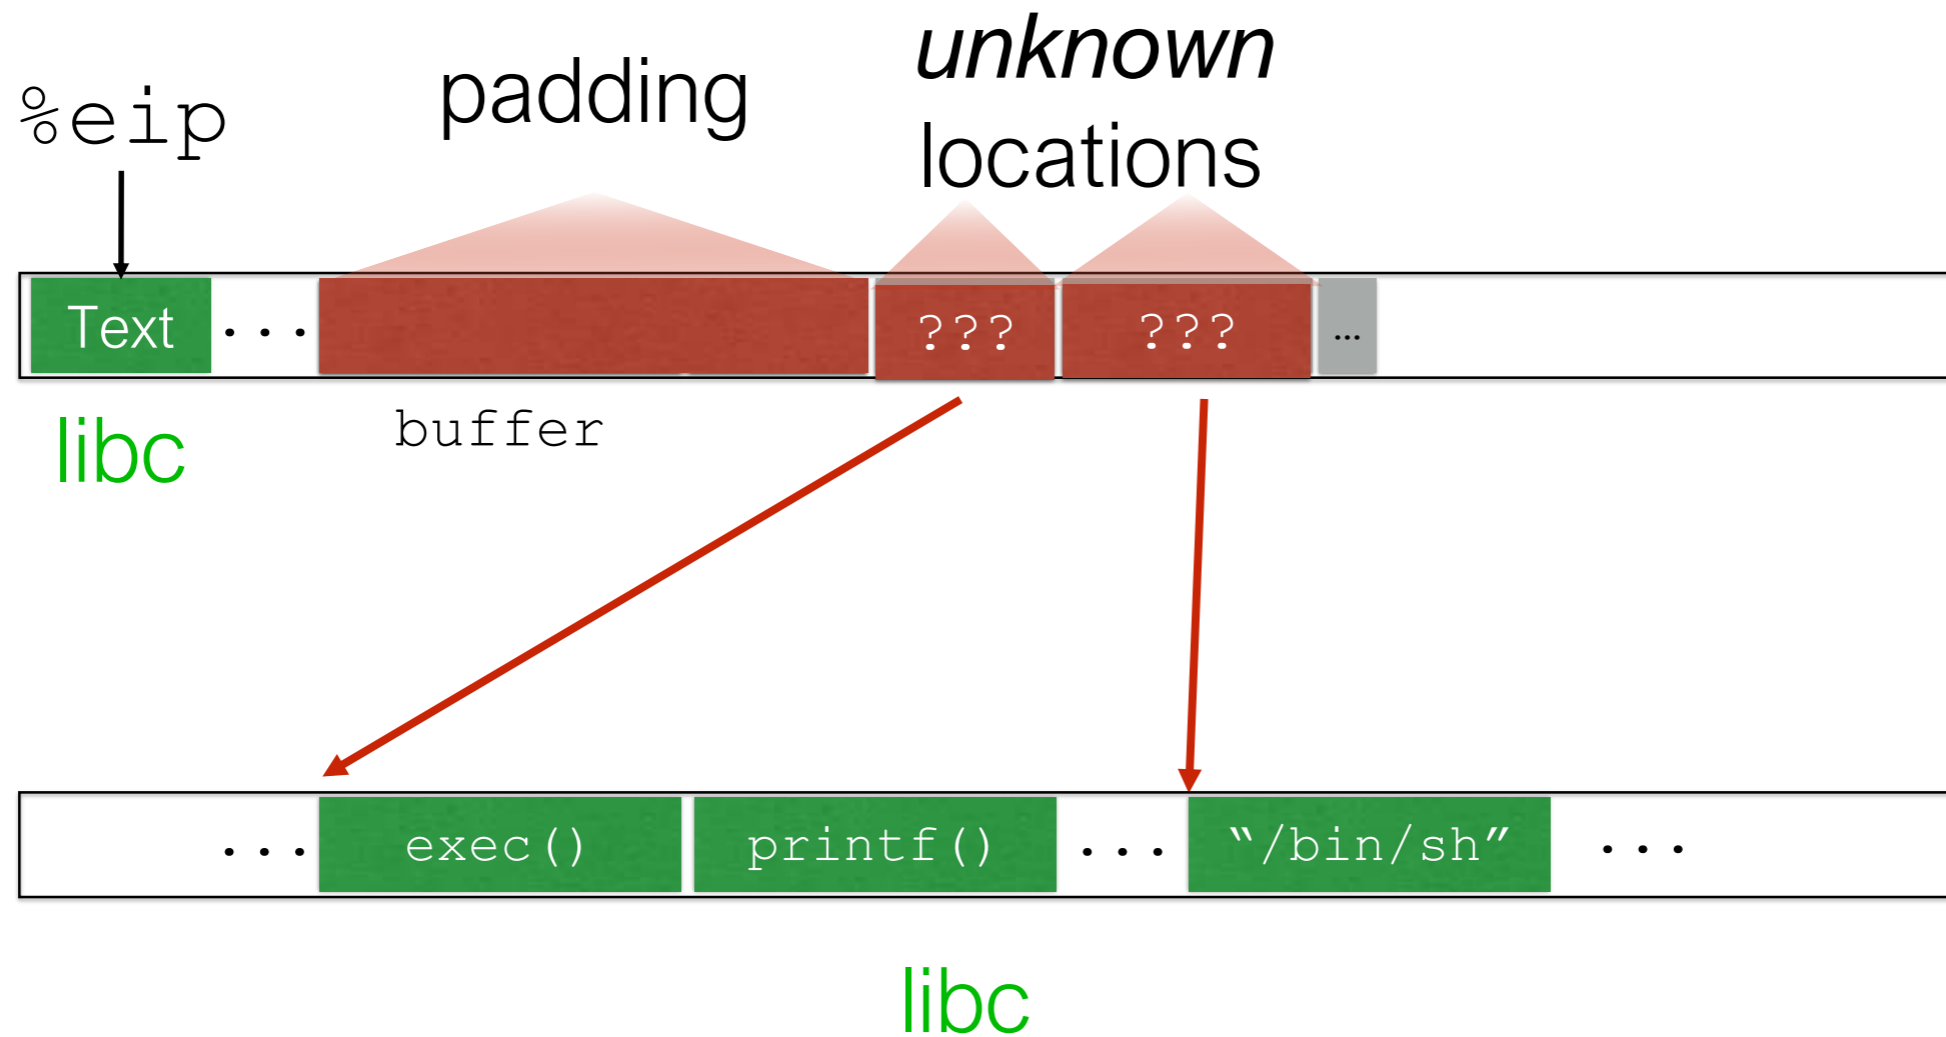 unknown
locations
padding
%eip
Text ... ??? ??? ...
libc
buffer
... exec() printf() ... “/bin/sh” ...
libc